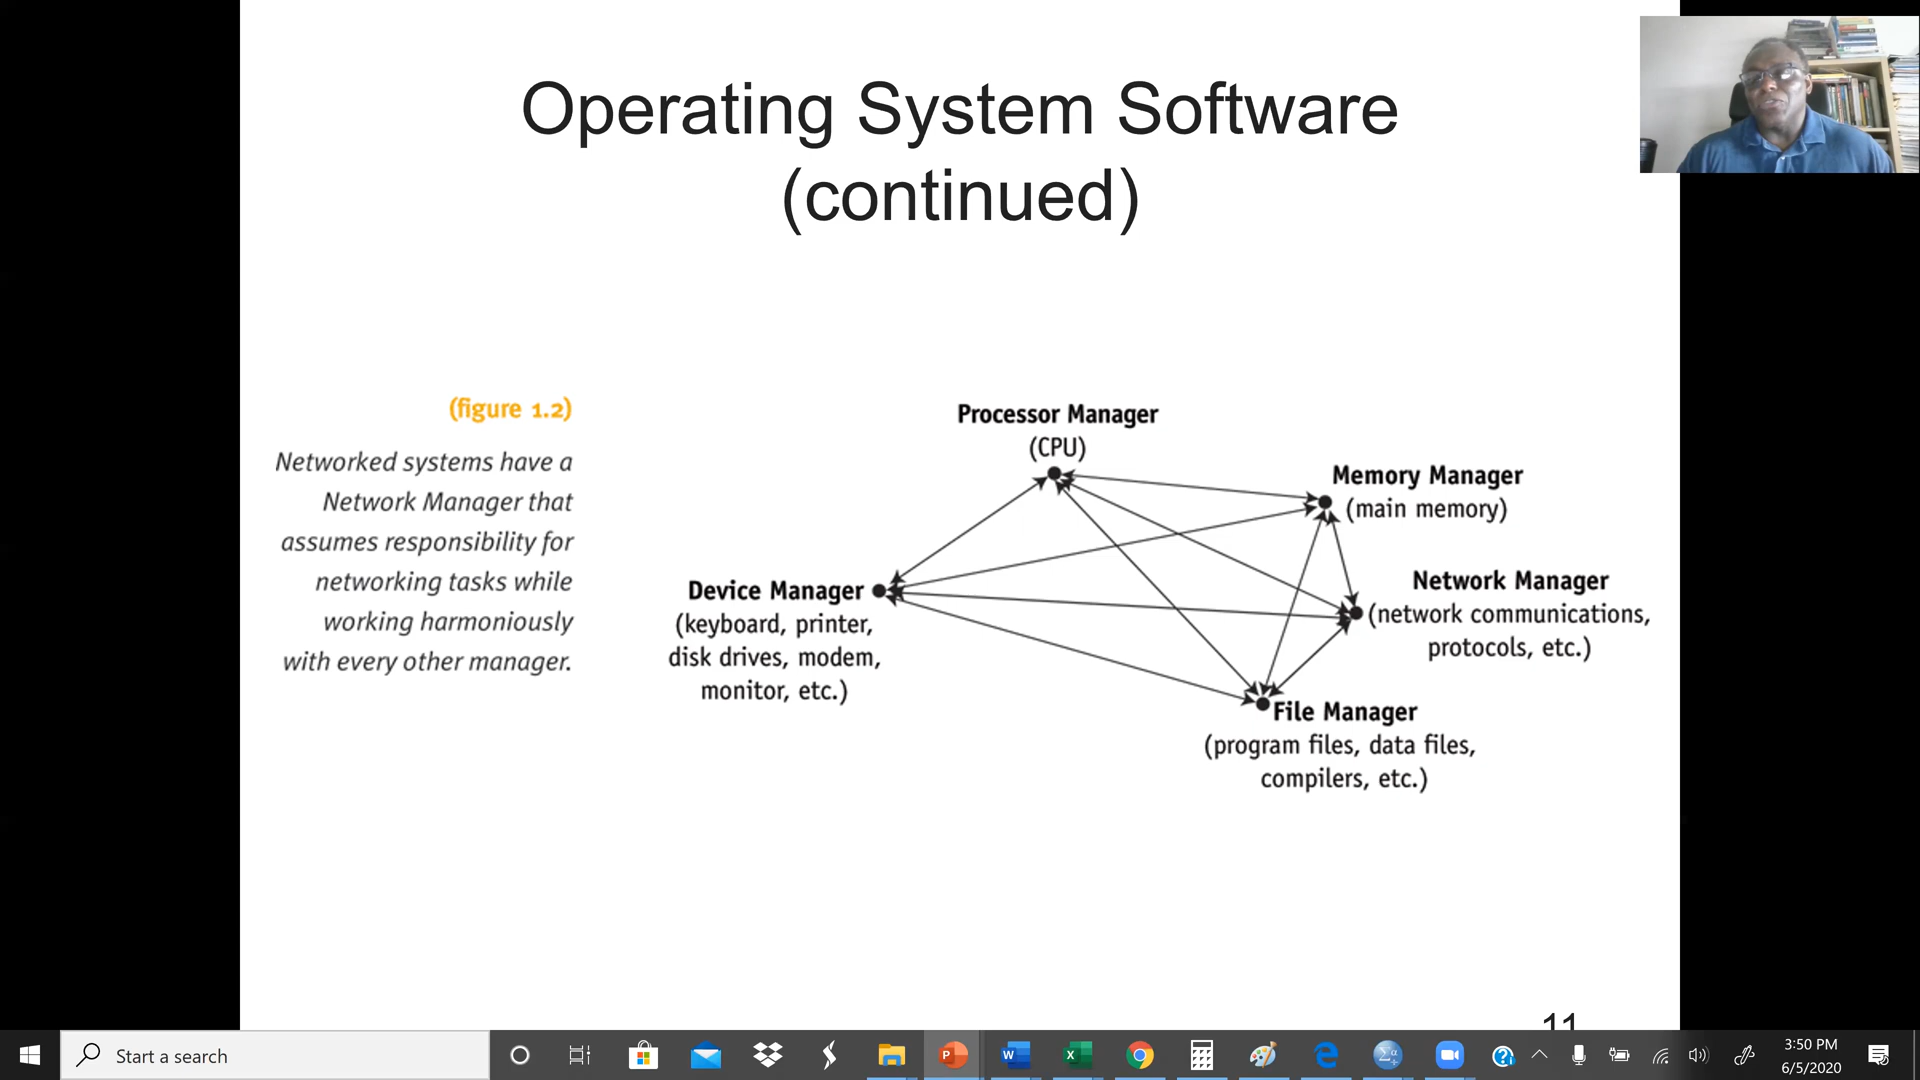 Operating System Software
(continued)
(figure 1.2)
Networked systems have a
Network Manager that
assumes responsibility for
networking tasks while
working harmoniously
with every other manager.
Processor Manager
(CPU)
Memory Manager
(main memory)
Device Manager
(keyboard, printer,
disk drives, modem,
monitor, etc.)
Network Manager
(network communications,
protocols, etc.)
File Manager
(program files, data files,
compilers, etc.)
11
Start a search
3:50 PM
6/5/2020